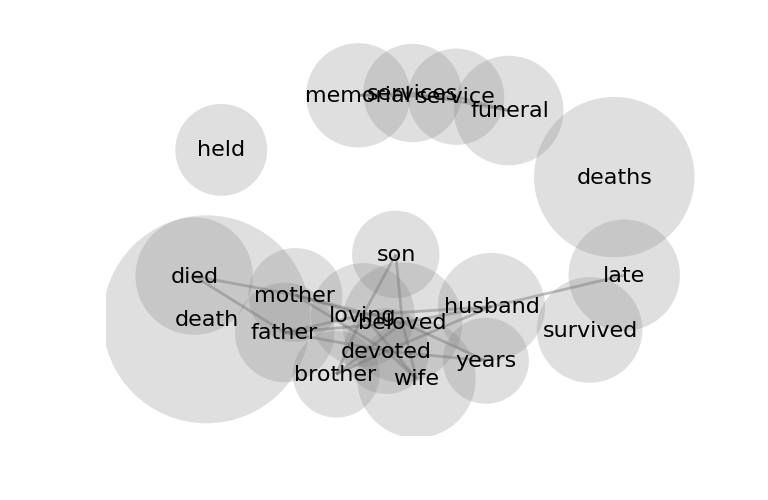 memorial services service funeral
held
deaths
son
died
late
mother
loving
husband
death
father
beloved
survived
devoted
years
brother
wife